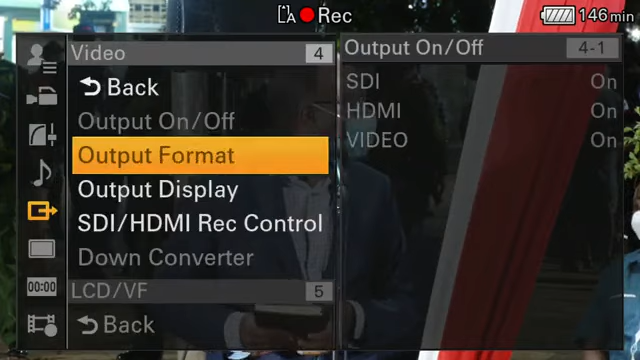 A Rec 146 min
Video 4
Back
Output On/Off
Output Format
Output Display
SDI/HDMI Rec Control
Down Converter
LCD/VF 5
Back
00:00
Output On/Off 4-1
SDI On
HDMI On
VIDEO On